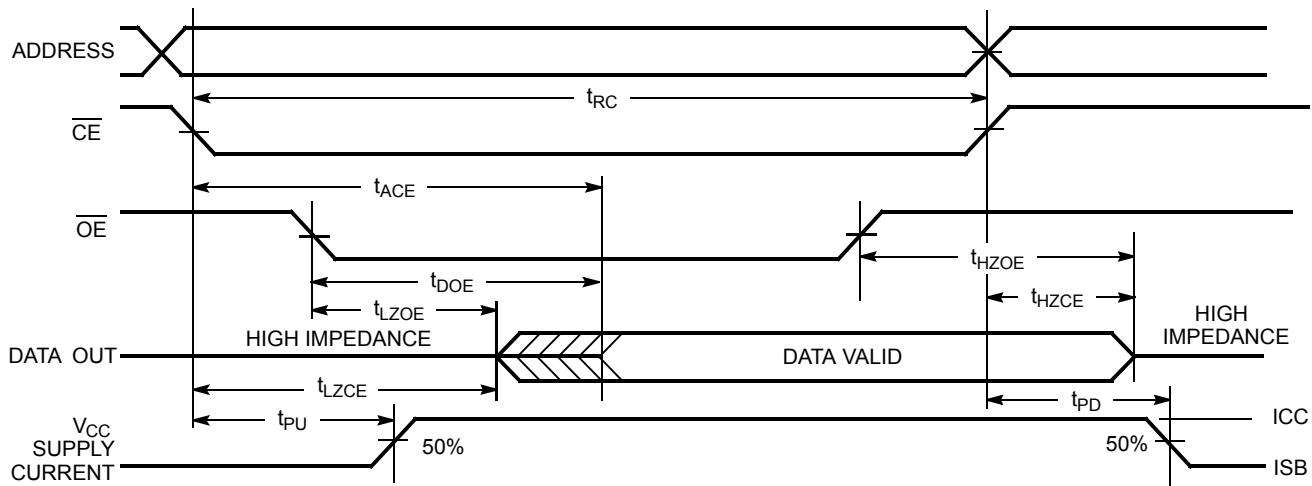 ADDRESS
tRC
CE
tACE
OE
tHZOE
tDOE
tHZCE
tLZOE
HIGH IMPEDANCE
HIGH
IMPEDANCE
DATA OUT
DATA VALID
tLZCE
tPD
tPU
VCC
SUPPLY
CURRENT
50%
50%
ICC
ISB